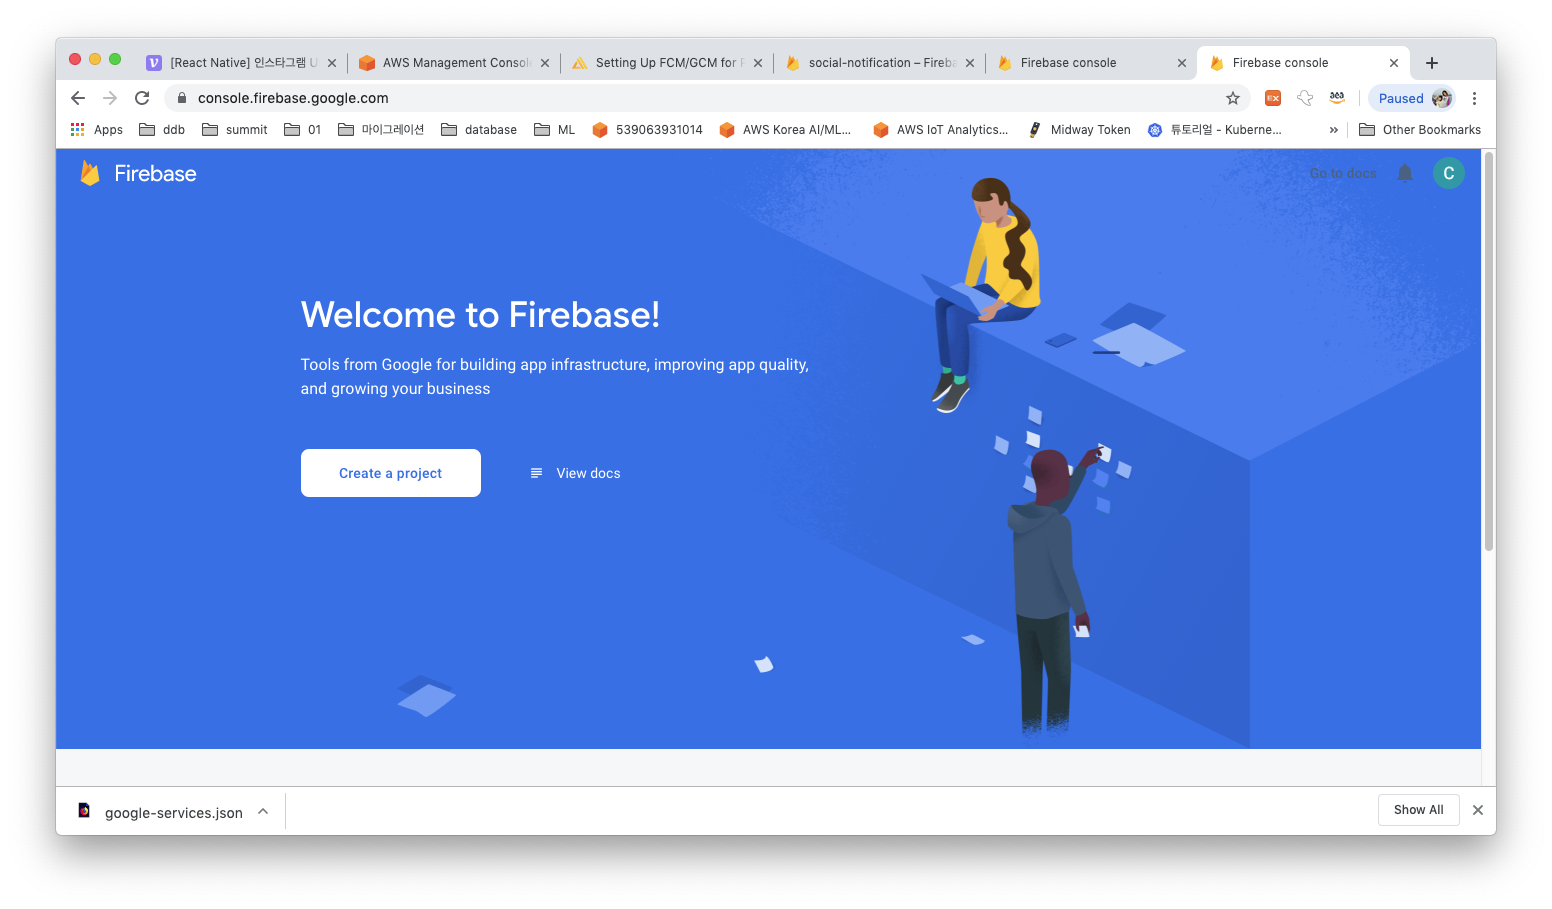 [React Native] 인스타그램 U
AWS Management Console
Setting Up FCM/GCM for
social-notification – Fireba
Firebase console
Firebase console
console.firebase.google.com
EX
Paused
Apps
ddb
summit
01
마이그레이션
database
ML
539063931014
AWS Korea AI/ML...
AWS IoT Analytics...
Midway Token
튜토리얼 - Kuberne...
»
Other Bookmarks
Firebase
Go to docs
C
Welcome to Firebase!
Tools from Google for building app infrastructure, improving app quality,
and growing your business
Create a project
View docs
google-services.json
Show All